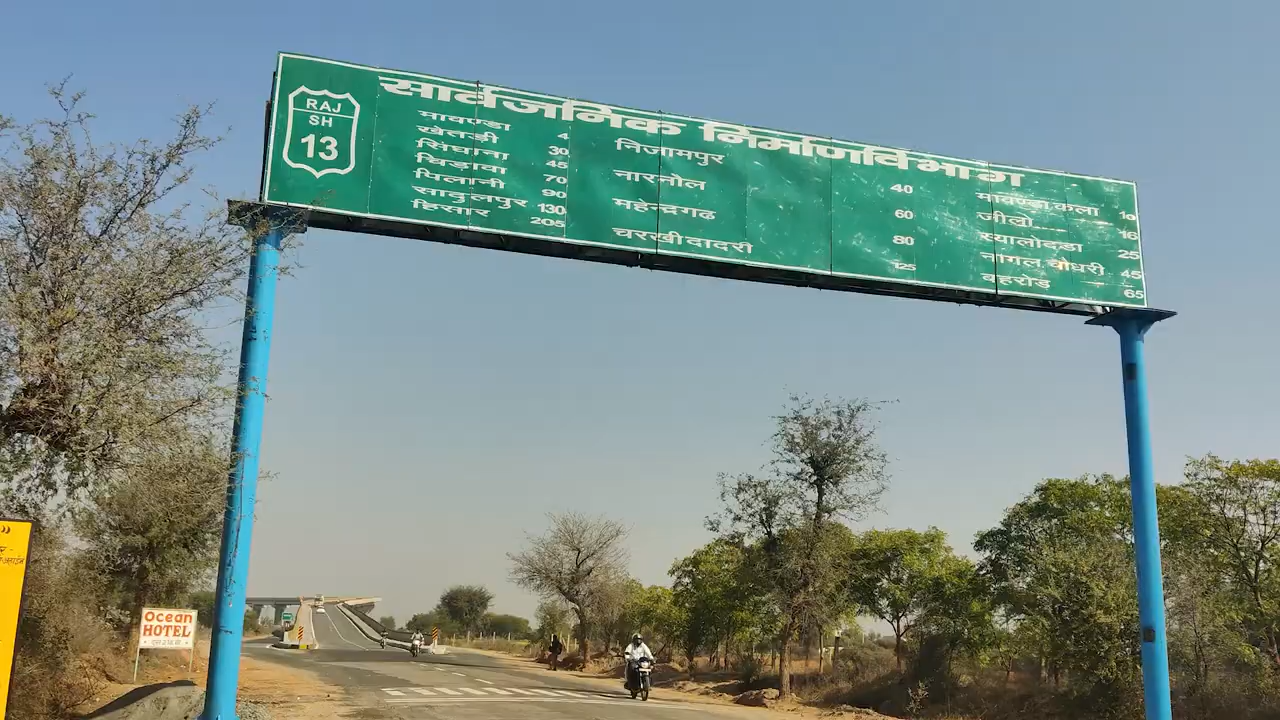 सार्वजनिक निर्माण विभाग
RAJ
SH
13
मावण्डा 4
खेतड़ी 30
सिंघाना 45
चिड़ावा 70
पिलानी 90
सादुलपुर 130
हिसार 205
निजामपुर 40
नारनोल 60
महेन्द्रगढ 80
चरखी दादरी 125
मावण्डा कला
जीलो 16
स्यालोदडा 25
नांगल चौधरी 45
बहरोड 65
Ocean
HOTEL